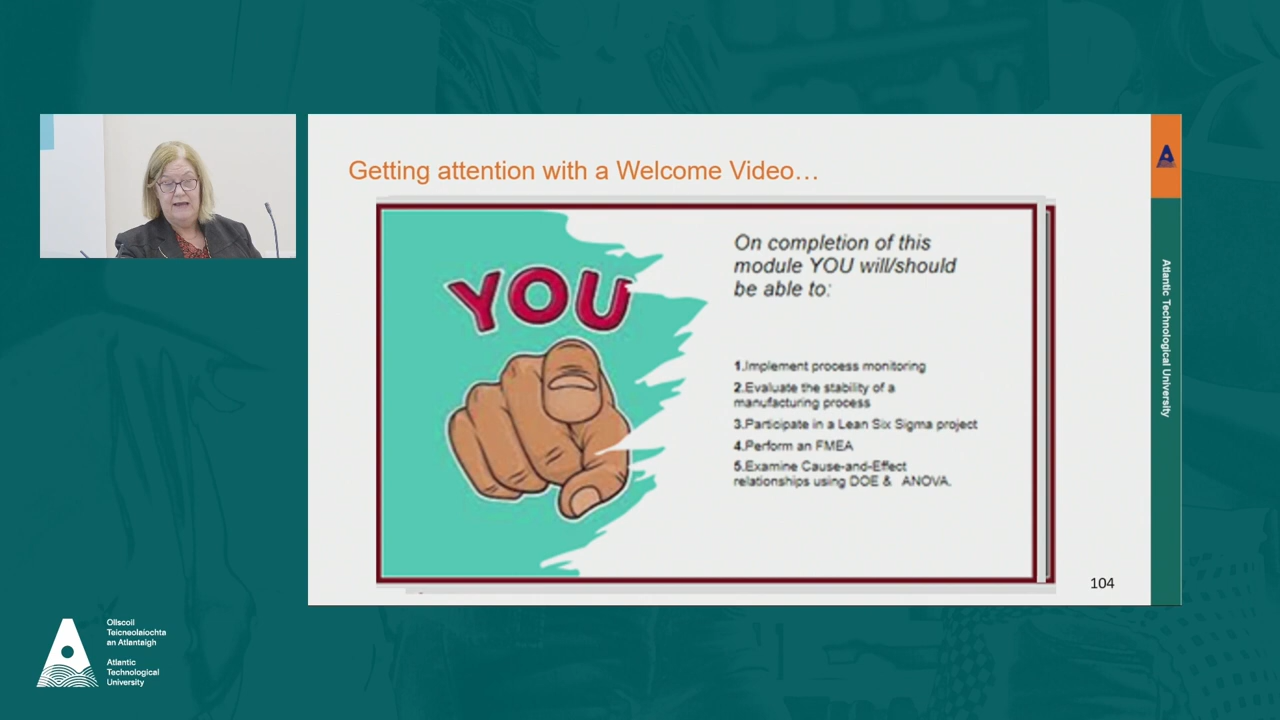 Getting attention with a Welcome Video…
YOU
On completion of this
module YOU will/should
be able to:
1.Implement process monitoring
2.Evaluate the stability of a
manufacturing process
3.Participate in a Lean Six Sigma project
4.Perform an FMEA
5.Examine Cause-and-Effect
relationships using DOE & ANOVA.
104
Atlantic Technological University
Ollscoil
Teicneolaíochta
an Atlantaigh
Atlantic
Technological
University